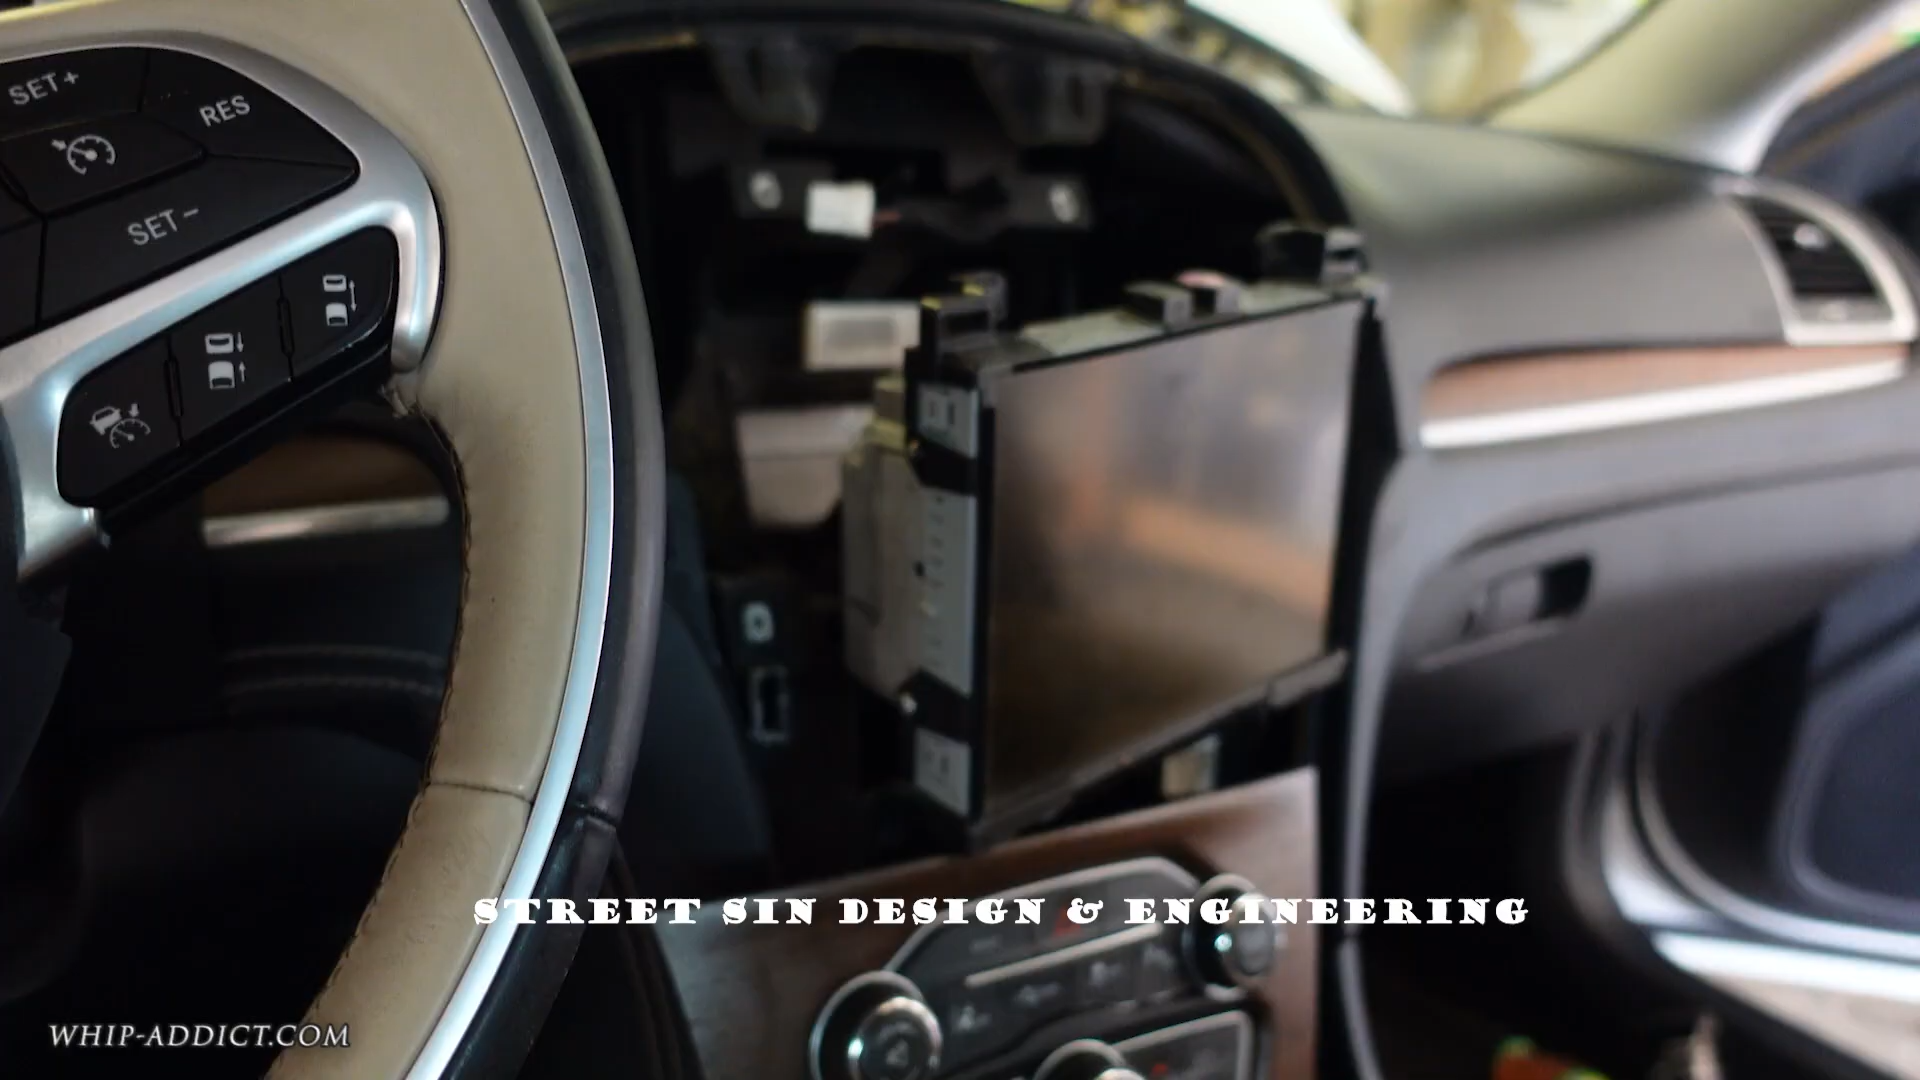 SET+
RES
SET-
STREET SIN DESIGN & ENGINEERING
WHIP-ADDICT.COM